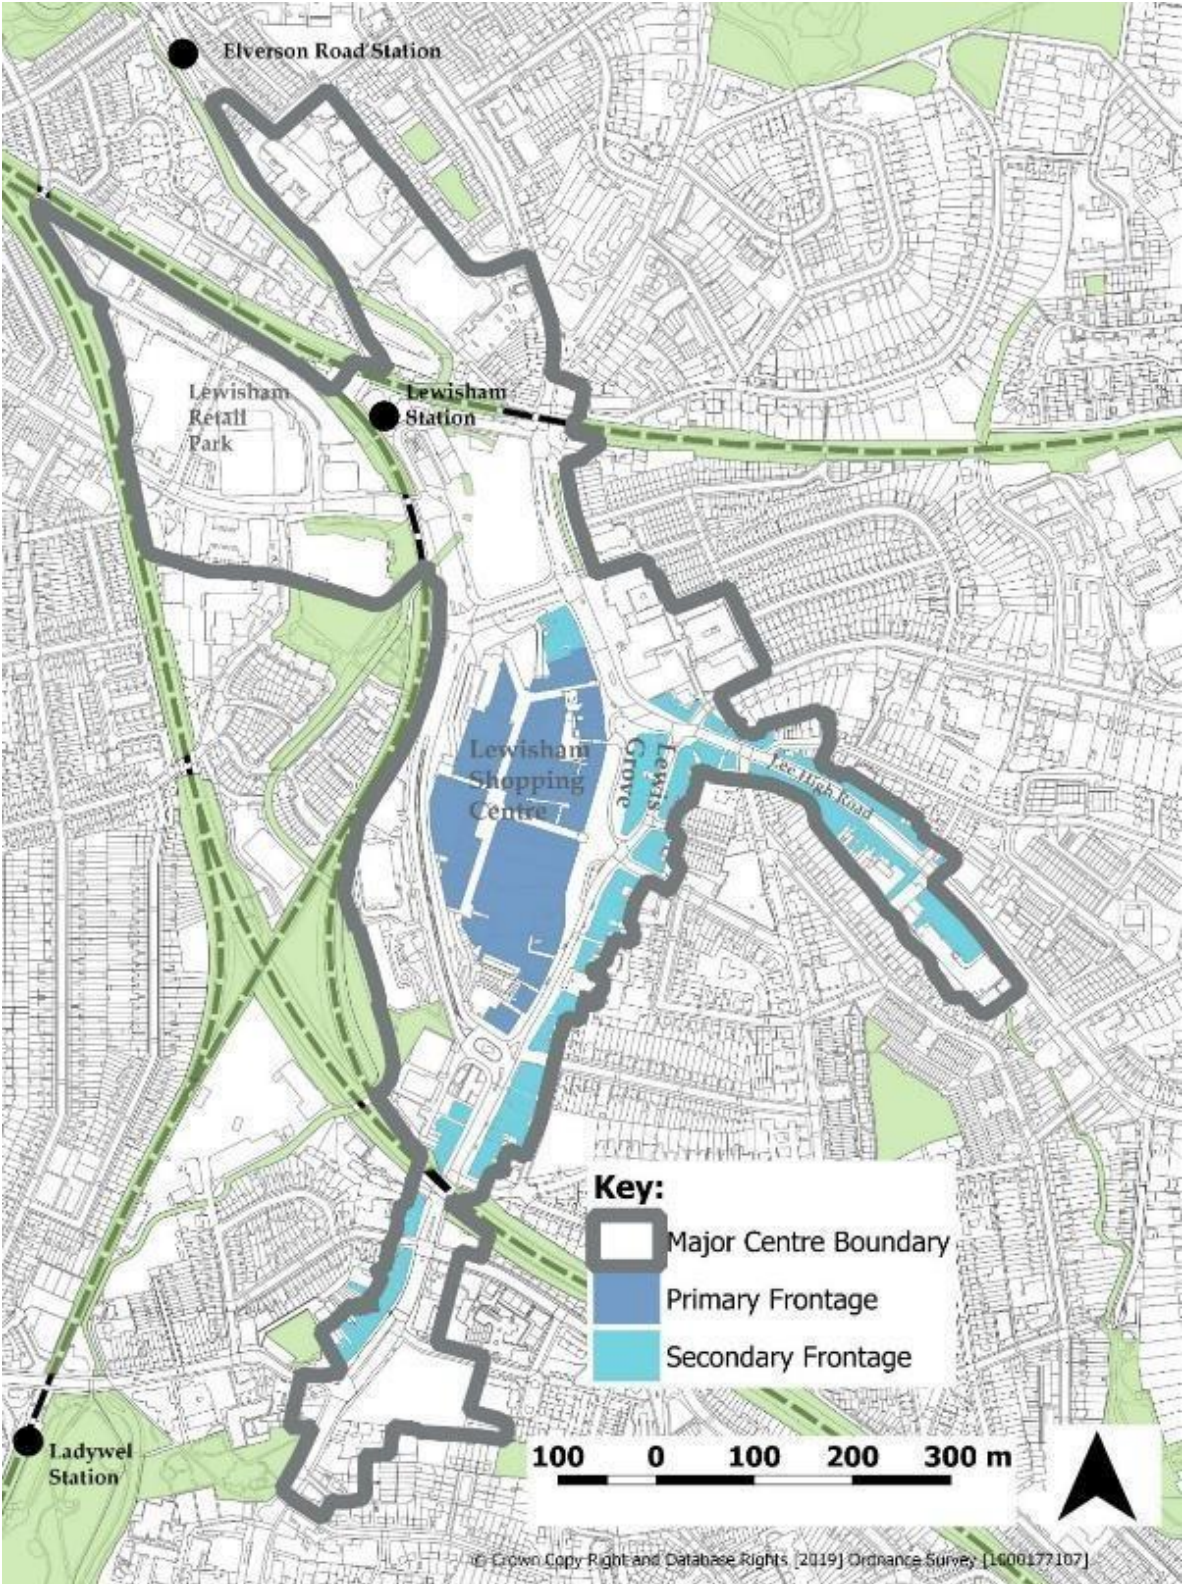 Elverson Road Station
Lewisham
Retail
Park
Lewisham
Station
Lewisham
Shopping
Centre
Lewis
Grove
Lee High Road
Key:
Major Centre Boundary
Primary Frontage
Secondary Frontage
Ladywel
Station
100 0 100 200 300 m
© Crown Copy Right and Database Rights [2019] Ordnance Survey [1000177107]